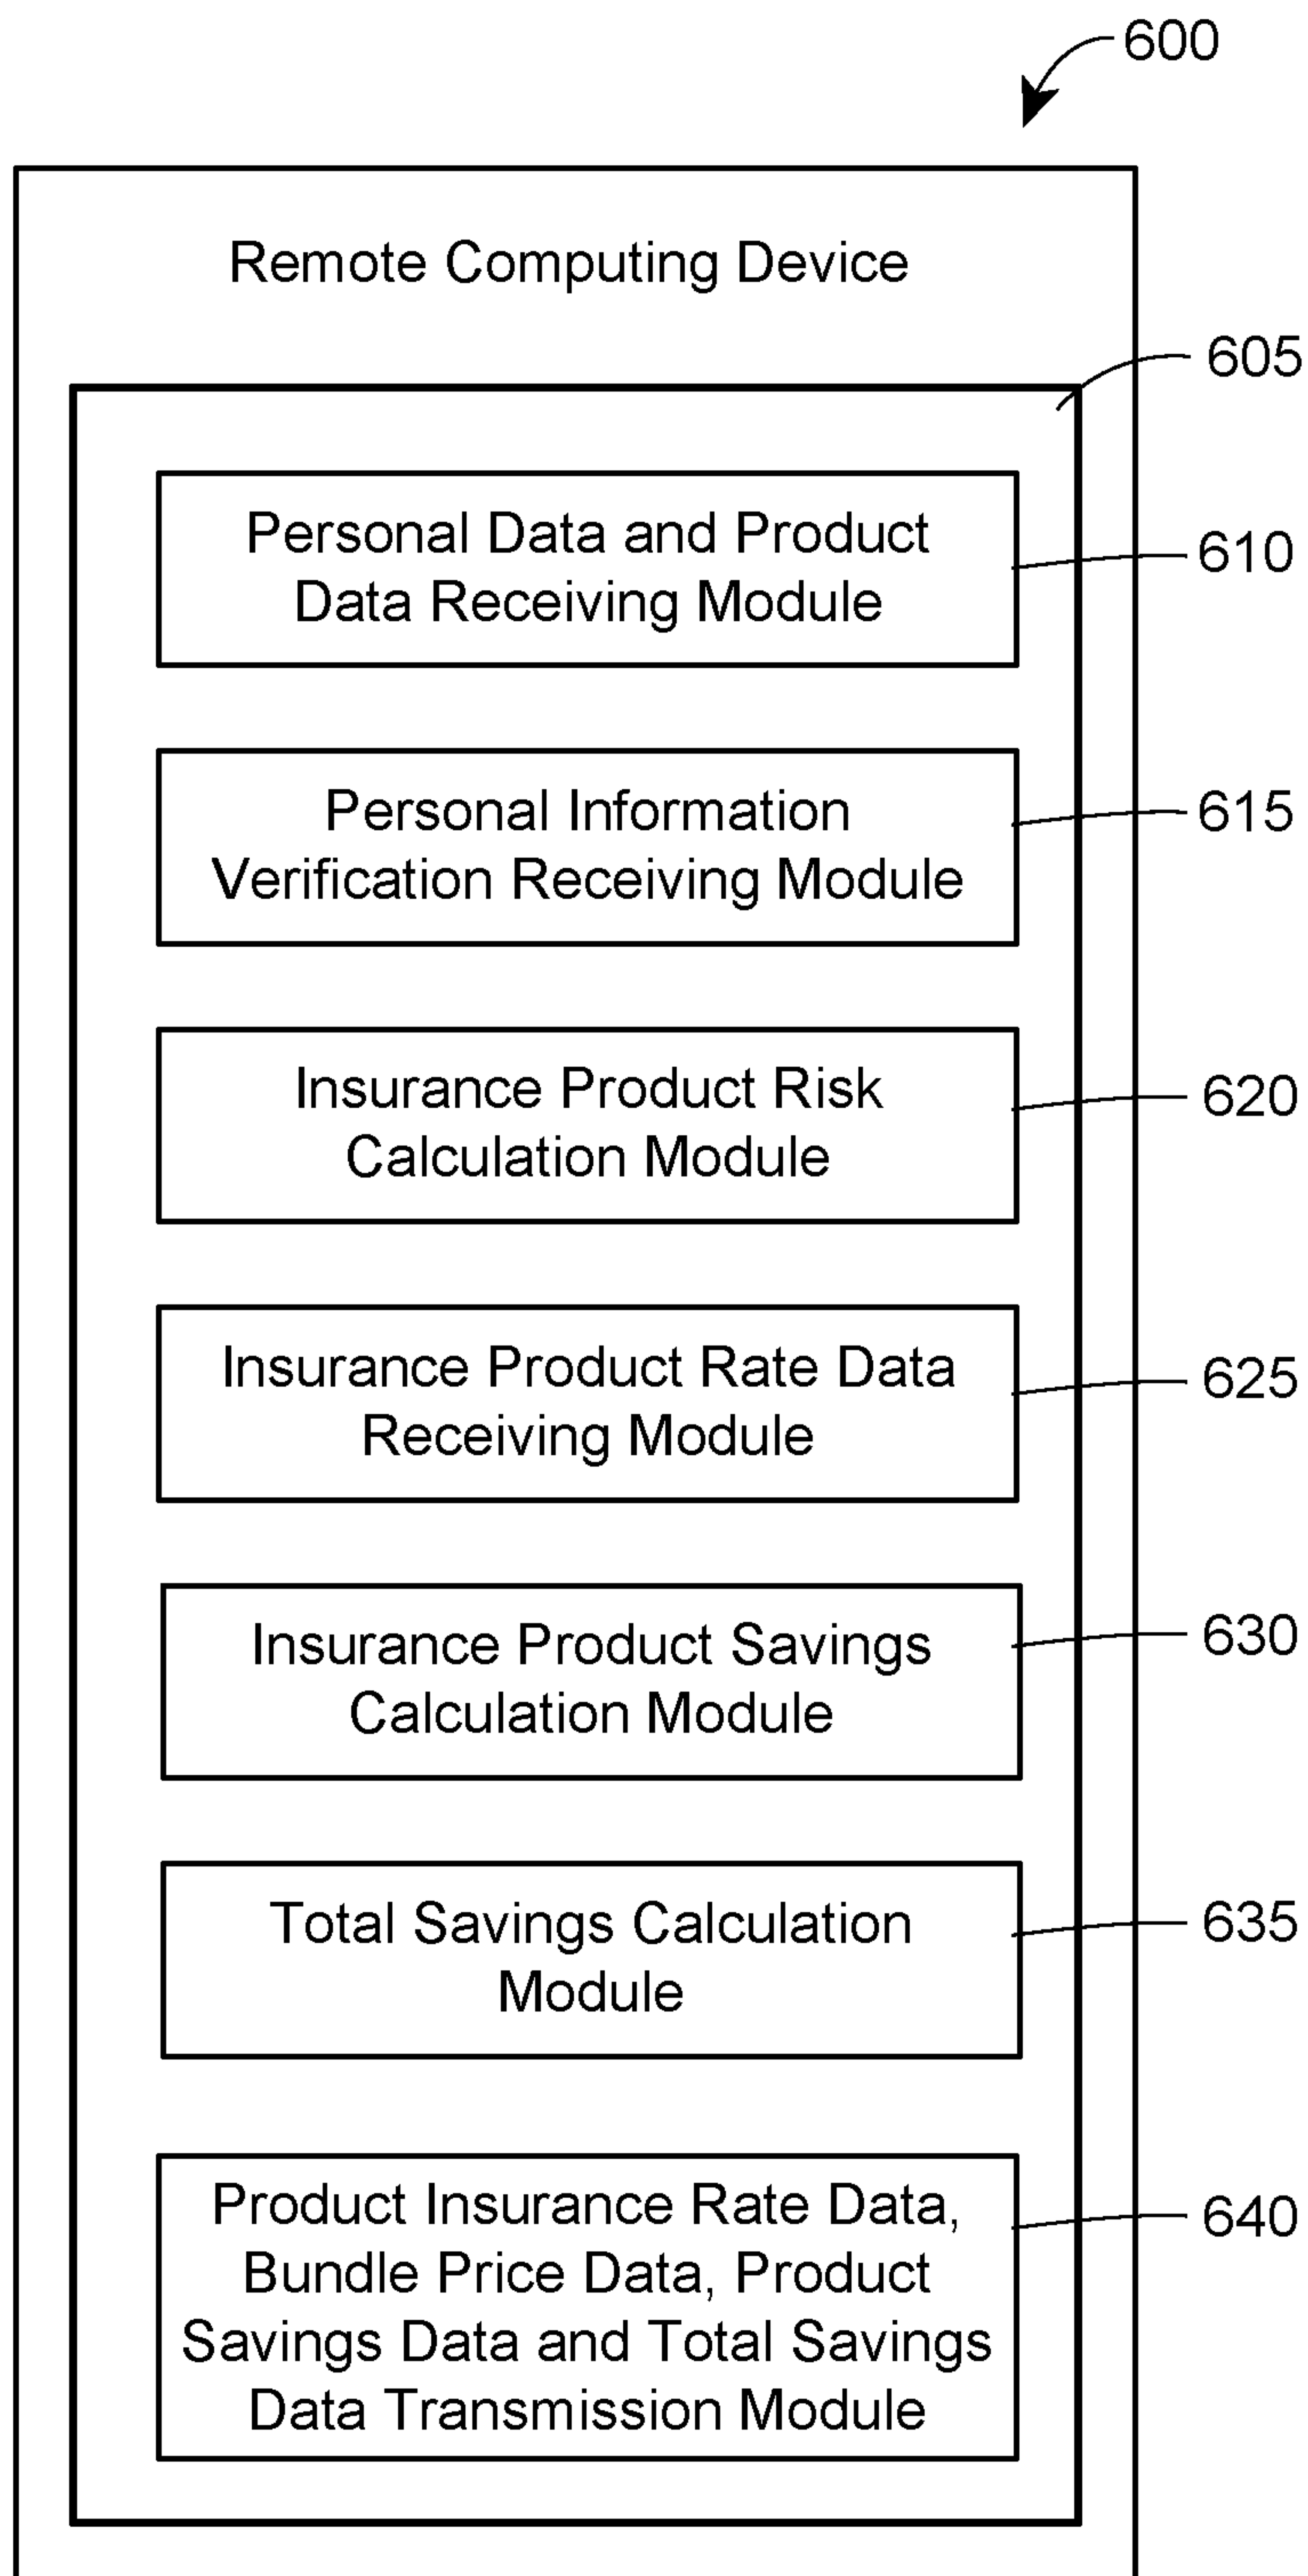 600
Remote Computing Device
605
Personal Data and Product
Data Receiving Module
610
Personal Information
Verification Receiving Module
615
Insurance Product Risk
Calculation Module
620
Insurance Product Rate Data
Receiving Module
625
Insurance Product Savings
Calculation Module
630
Total Savings Calculation
Module
635
Product Insurance Rate Data,
Bundle Price Data, Product
Savings Data and Total Savings
Data Transmission Module
640